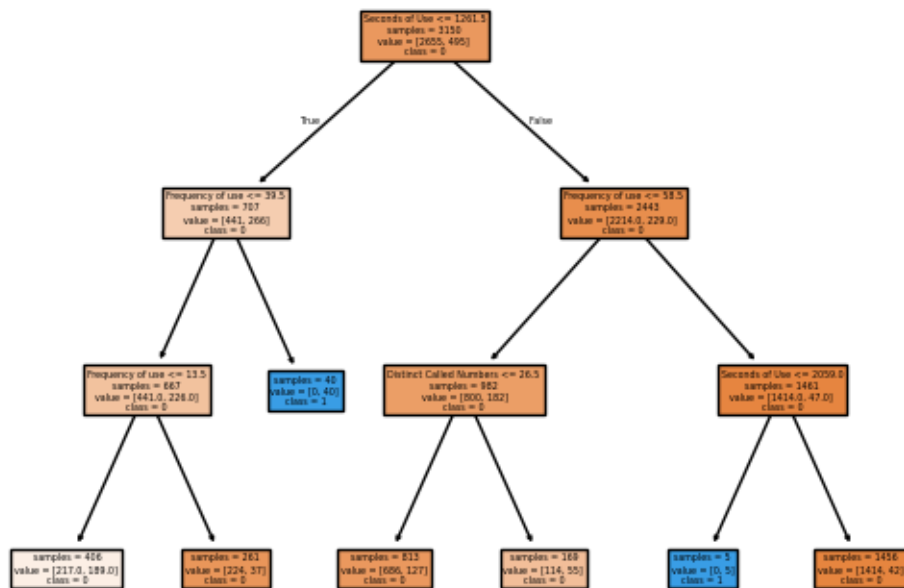 Seconds of Use <= 1261.5
samples = 3150
value = [2655, 495]
class = 0
True
False
Frequency of use <= 39.5
samples = 707
value = [441, 266]
class = 0
Frequency of use <= 58.5
samples = 2443
value = [2214.0, 229.0]
class = 0
Frequency of use <= 13.5
samples = 667
value = [441.0, 226.0]
class = 0
samples = 40
value = [0, 40]
class = 1
Distinct Called Numbers <= 26.5
samples = 982
value = [800, 182]
class = 0
Seconds of Use <= 2059.0
samples = 1461
value = [1414.0, 47.0]
class = 0
samples = 406
value = [217.0, 189.0]
class = 0
samples = 261
value = [224, 37]
class = 0
samples = 813
value = [686, 127]
class = 0
samples = 169
value = [114, 55]
class = 0
samples = 5
value = [0, 5]
class = 1
samples = 1456
value = [1414, 42]
class = 0